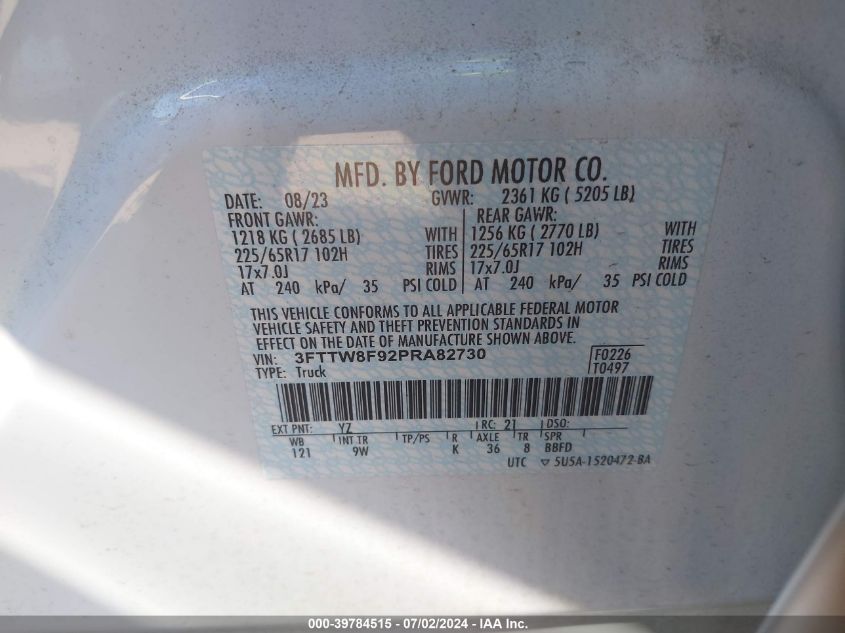 MFD. BY FORD MOTOR CO.
DATE: 08/23 GVWR: 2361 KG ( 5205 LB)
FRONT GAWR: REAR GAWR:
1218 KG ( 2685 LB) WITH 1256 KG ( 2770 LB) WITH
225/65R17 102H TIRES 225/65R17 102H TIRES
17x7.0J RIMS 17x7.0J RIMS
AT 240 kPa/ 35 PSI COLD AT 240 kPa/ 35 PSI COLD
THIS VEHICLE CONFORMS TO ALL APPLICABLE FEDERAL MOTOR
VEHICLE SAFETY AND THEFT PREVENTION STANDARDS IN
EFFECT ON THE DATE OF MANUFACTURE SHOWN ABOVE.
VIN: 3FTTW8F92PRA82730 F0226
TYPE: Truck T0497
EXT PNT: YZ RC: 21 DSO:
WB INT TR TP/PS R AXLE TR SPR
121 9W K 36 8 BBFD
UTC ▽ 5U5A-1520472-BA
000-39784515 - 07/02/2024 - IAA Inc.